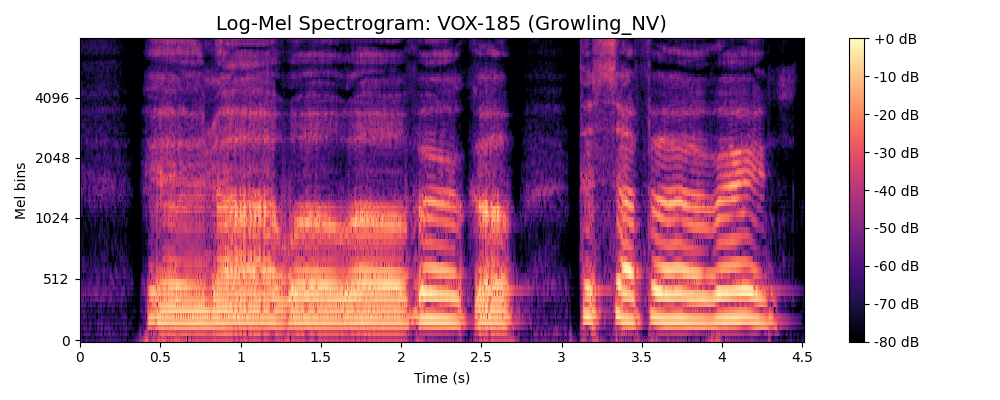 Log-Mel Spectrogram: VOX-185 (Growling_NV)
Mel bins
4096
2048
1024
512
0
0 0.5 1 1.5 2 2.5 3 3.5 4 4.5
Time (s)
+0 dB
-10 dB
-20 dB
-30 dB
-40 dB
-50 dB
-60 dB
-70 dB
-80 dB